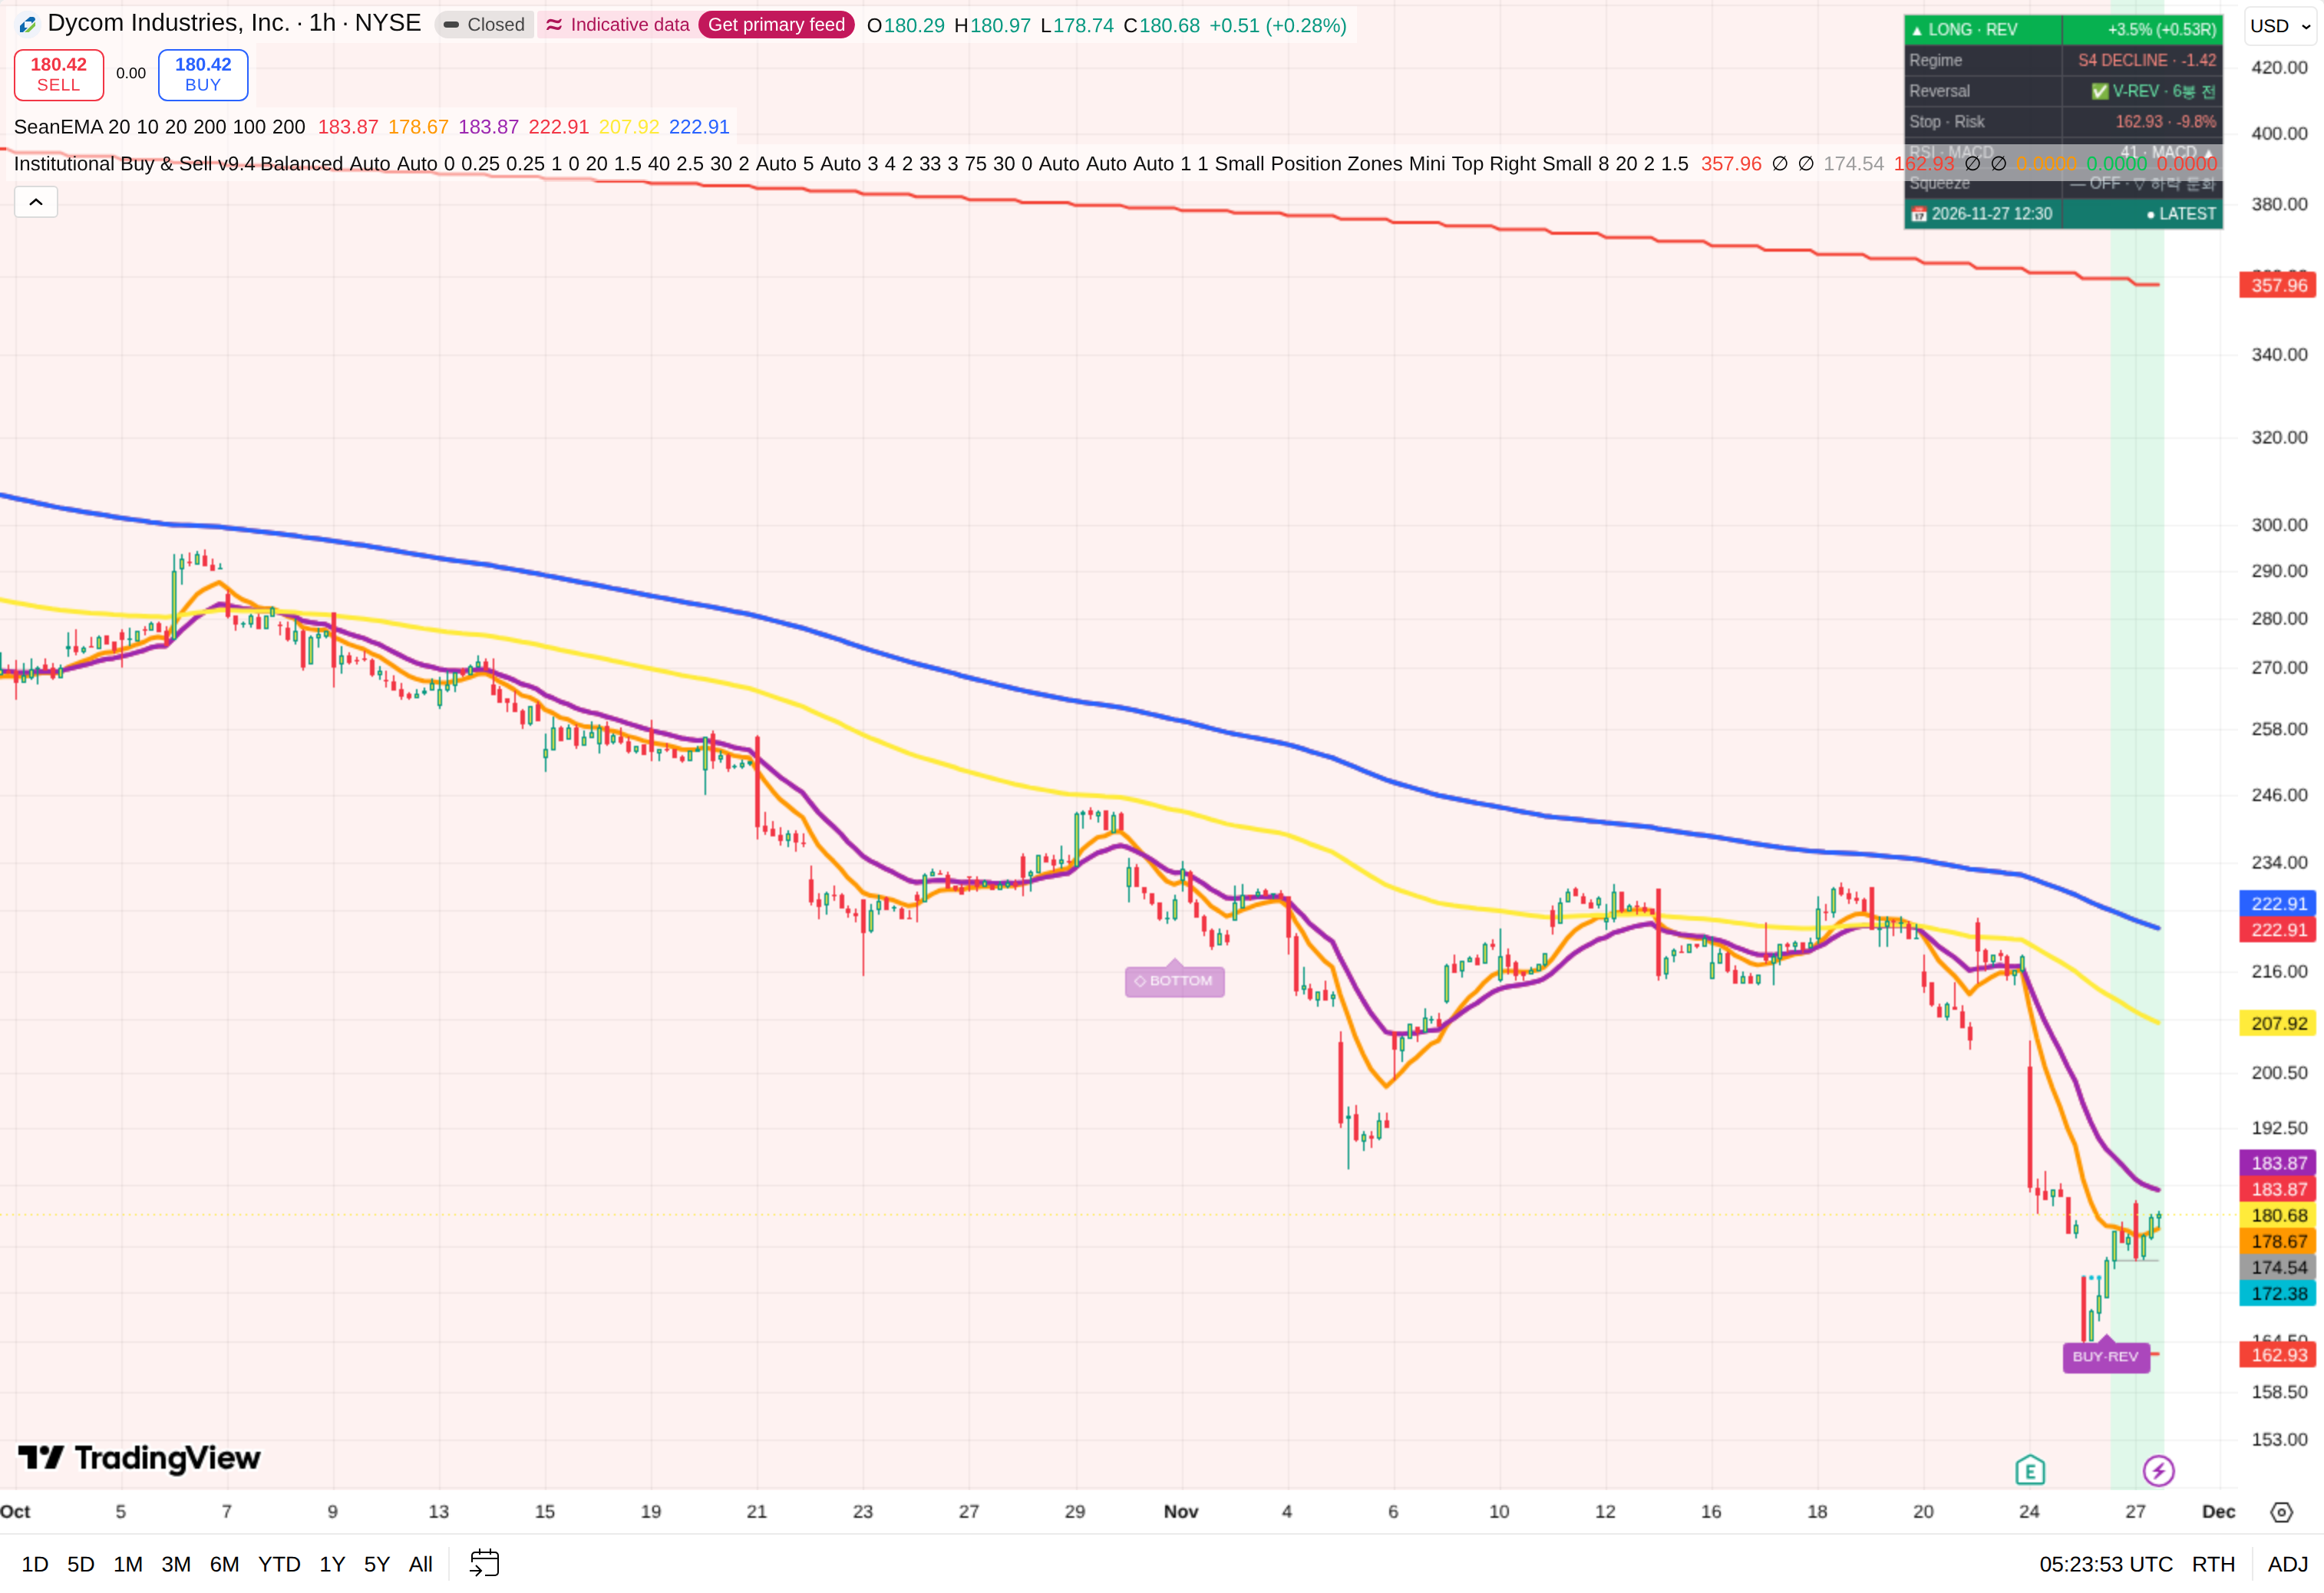 Dycom Industries, Inc. · 1h · NYSE Closed Indicative data Get primary feed O180.29 H180.97 L178.74 C180.68 +0.51 (+0.28%)
180.42 SELL 0.00 180.42 BUY
SeanEMA 20 10 20 200 100 200 183.87 178.67 183.87 222.91 207.92 222.91
Institutional Buy & Sell v9.4 Balanced Auto Auto 0 0.25 0.25 1 0 20 1.5 40 2.5 30 2 Auto 5 Auto 3 4 2 33 3 75 30 0 Auto Auto Auto 1 1 Small Position Zones Mini Top Right Small 8 20 2 1.5 357.96 ∅ ∅ 174.54 162.93 ∅ ∅ 0.0000 0.0000 0.0000
▲ LONG · REV +3.5% (+0.53R)
Regime S4 DECLINE · -1.42
Reversal ✅ V-REV · 6봉 전
Stop · Risk 162.93 · -9.8%
RSI · MACD 41 · MACD ▲
Squeeze — OFF · ▽ 하락 둔화
📅 2026-11-27 12:30 ● LATEST
USD
420.00
400.00
380.00
357.96
340.00
320.00
300.00
290.00
280.00
270.00
258.00
246.00
234.00
222.91
222.91
216.00
207.92
200.50
192.50
183.87
183.87
180.68
178.67
174.54
172.38
164.50
162.93
158.50
153.00
◇ BOTTOM
BUY·REV
E
TradingView
Oct 5 7 9 13 15 19 21 23 27 29 Nov 4 6 10 12 16 18 20 24 27 Dec
1D 5D 1M 3M 6M YTD 1Y 5Y All 05:23:53 UTC RTH ADJ